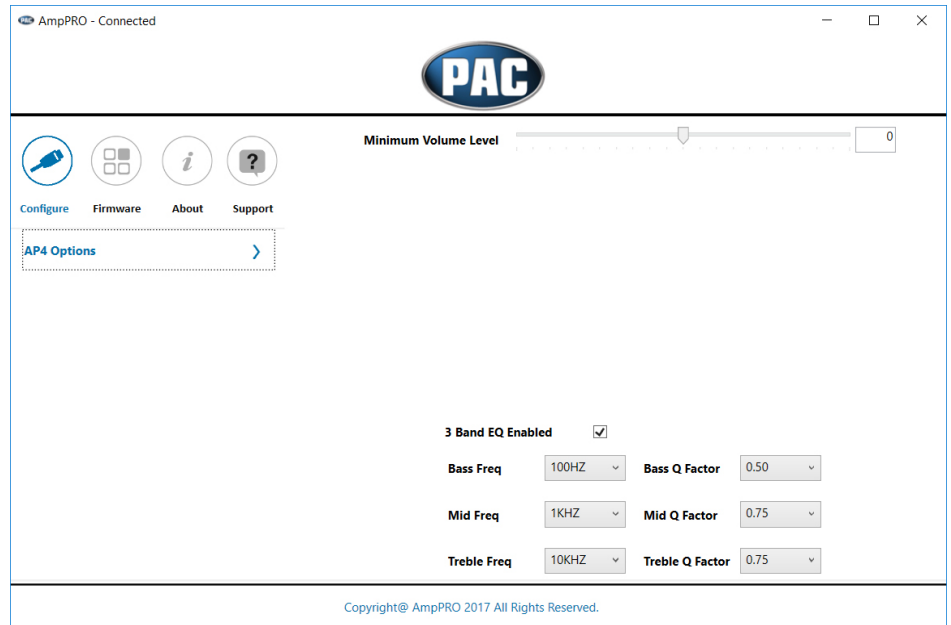 AmpPRO - Connected
PAC
Minimum Volume Level 0
Configure Firmware About Support
AP4 Options
3 Band EQ Enabled
Bass Freq 100HZ Bass Q Factor 0.50
Mid Freq 1KHZ Mid Q Factor 0.75
Treble Freq 10KHZ Treble Q Factor 0.75
Copyright@ AmpPRO 2017 All Rights Reserved.